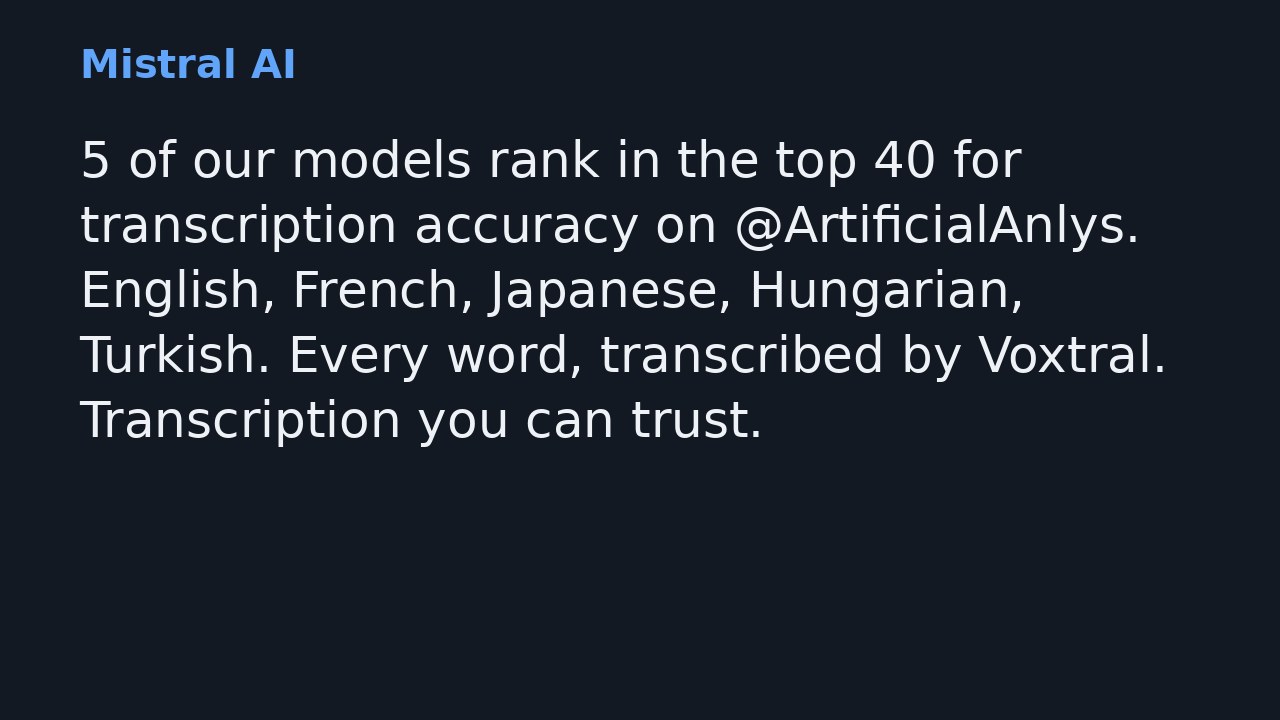 Mistral AI
5 of our models rank in the top 40 for
transcription accuracy on @ArtificialAnlys.
English, French, Japanese, Hungarian,
Turkish. Every word, transcribed by Voxtral.
Transcription you can trust.